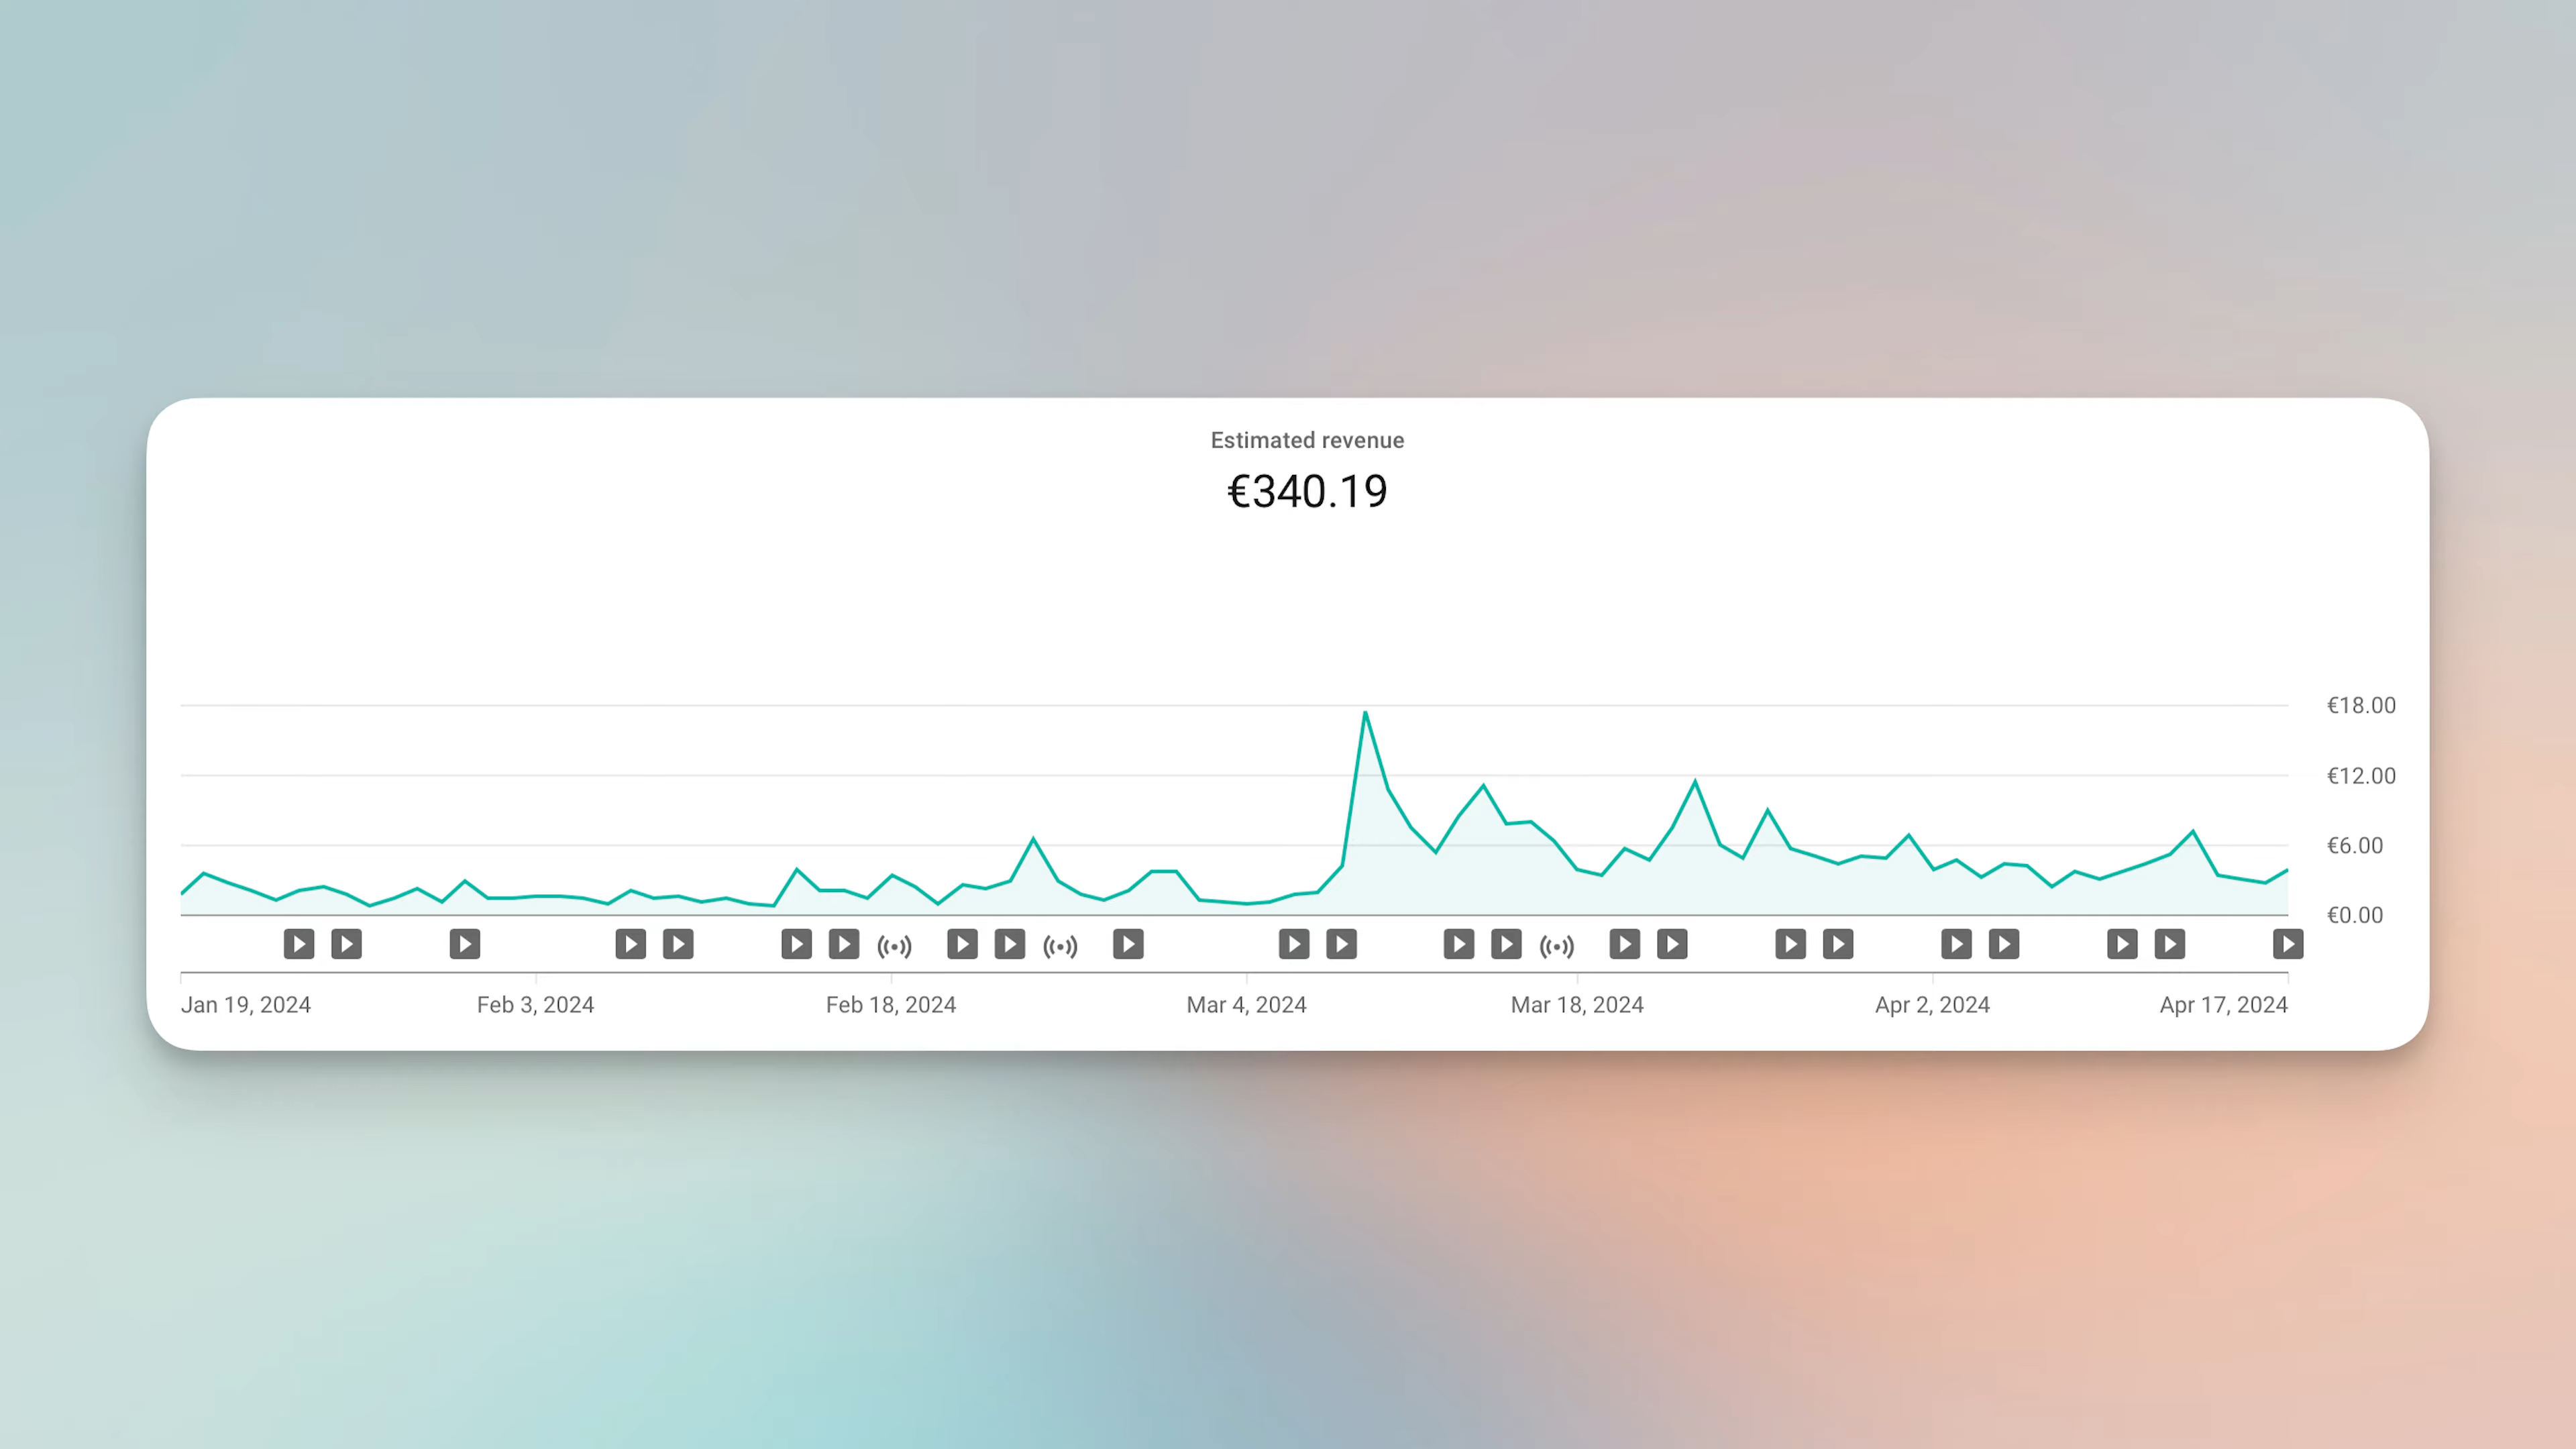 Estimated revenue
€340.19
€18.00
€12.00
€6.00
€0.00
Jan 19, 2024 Feb 3, 2024 Feb 18, 2024 Mar 4, 2024 Mar 18, 2024 Apr 2, 2024 Apr 17, 2024